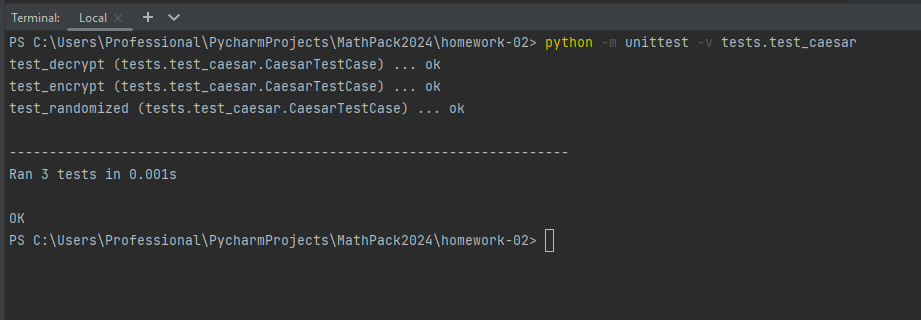 Terminal: Local × + ⌄
PS C:\Users\Professional\PycharmProjects\MathPack2024\homework-02> python -m unittest -v tests.test_caesar
test_decrypt (tests.test_caesar.CaesarTestCase) ... ok
test_encrypt (tests.test_caesar.CaesarTestCase) ... ok
test_randomized (tests.test_caesar.CaesarTestCase) ... ok
----------------------------------------------------------------------
Ran 3 tests in 0.001s
OK
PS C:\Users\Professional\PycharmProjects\MathPack2024\homework-02>